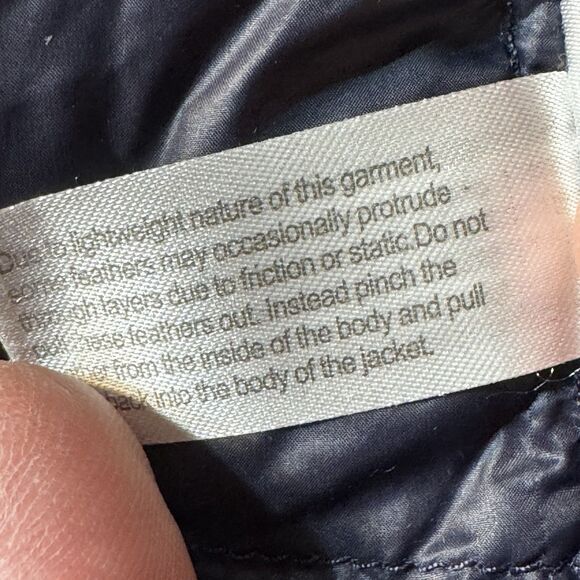 Due to lightweight nature of this garment,
some feathers may occasionally protrude
through layers due to friction or static.Do not
these feathers out. Instead pinch the
from the inside of the body and pull
back into the body of the jacket.